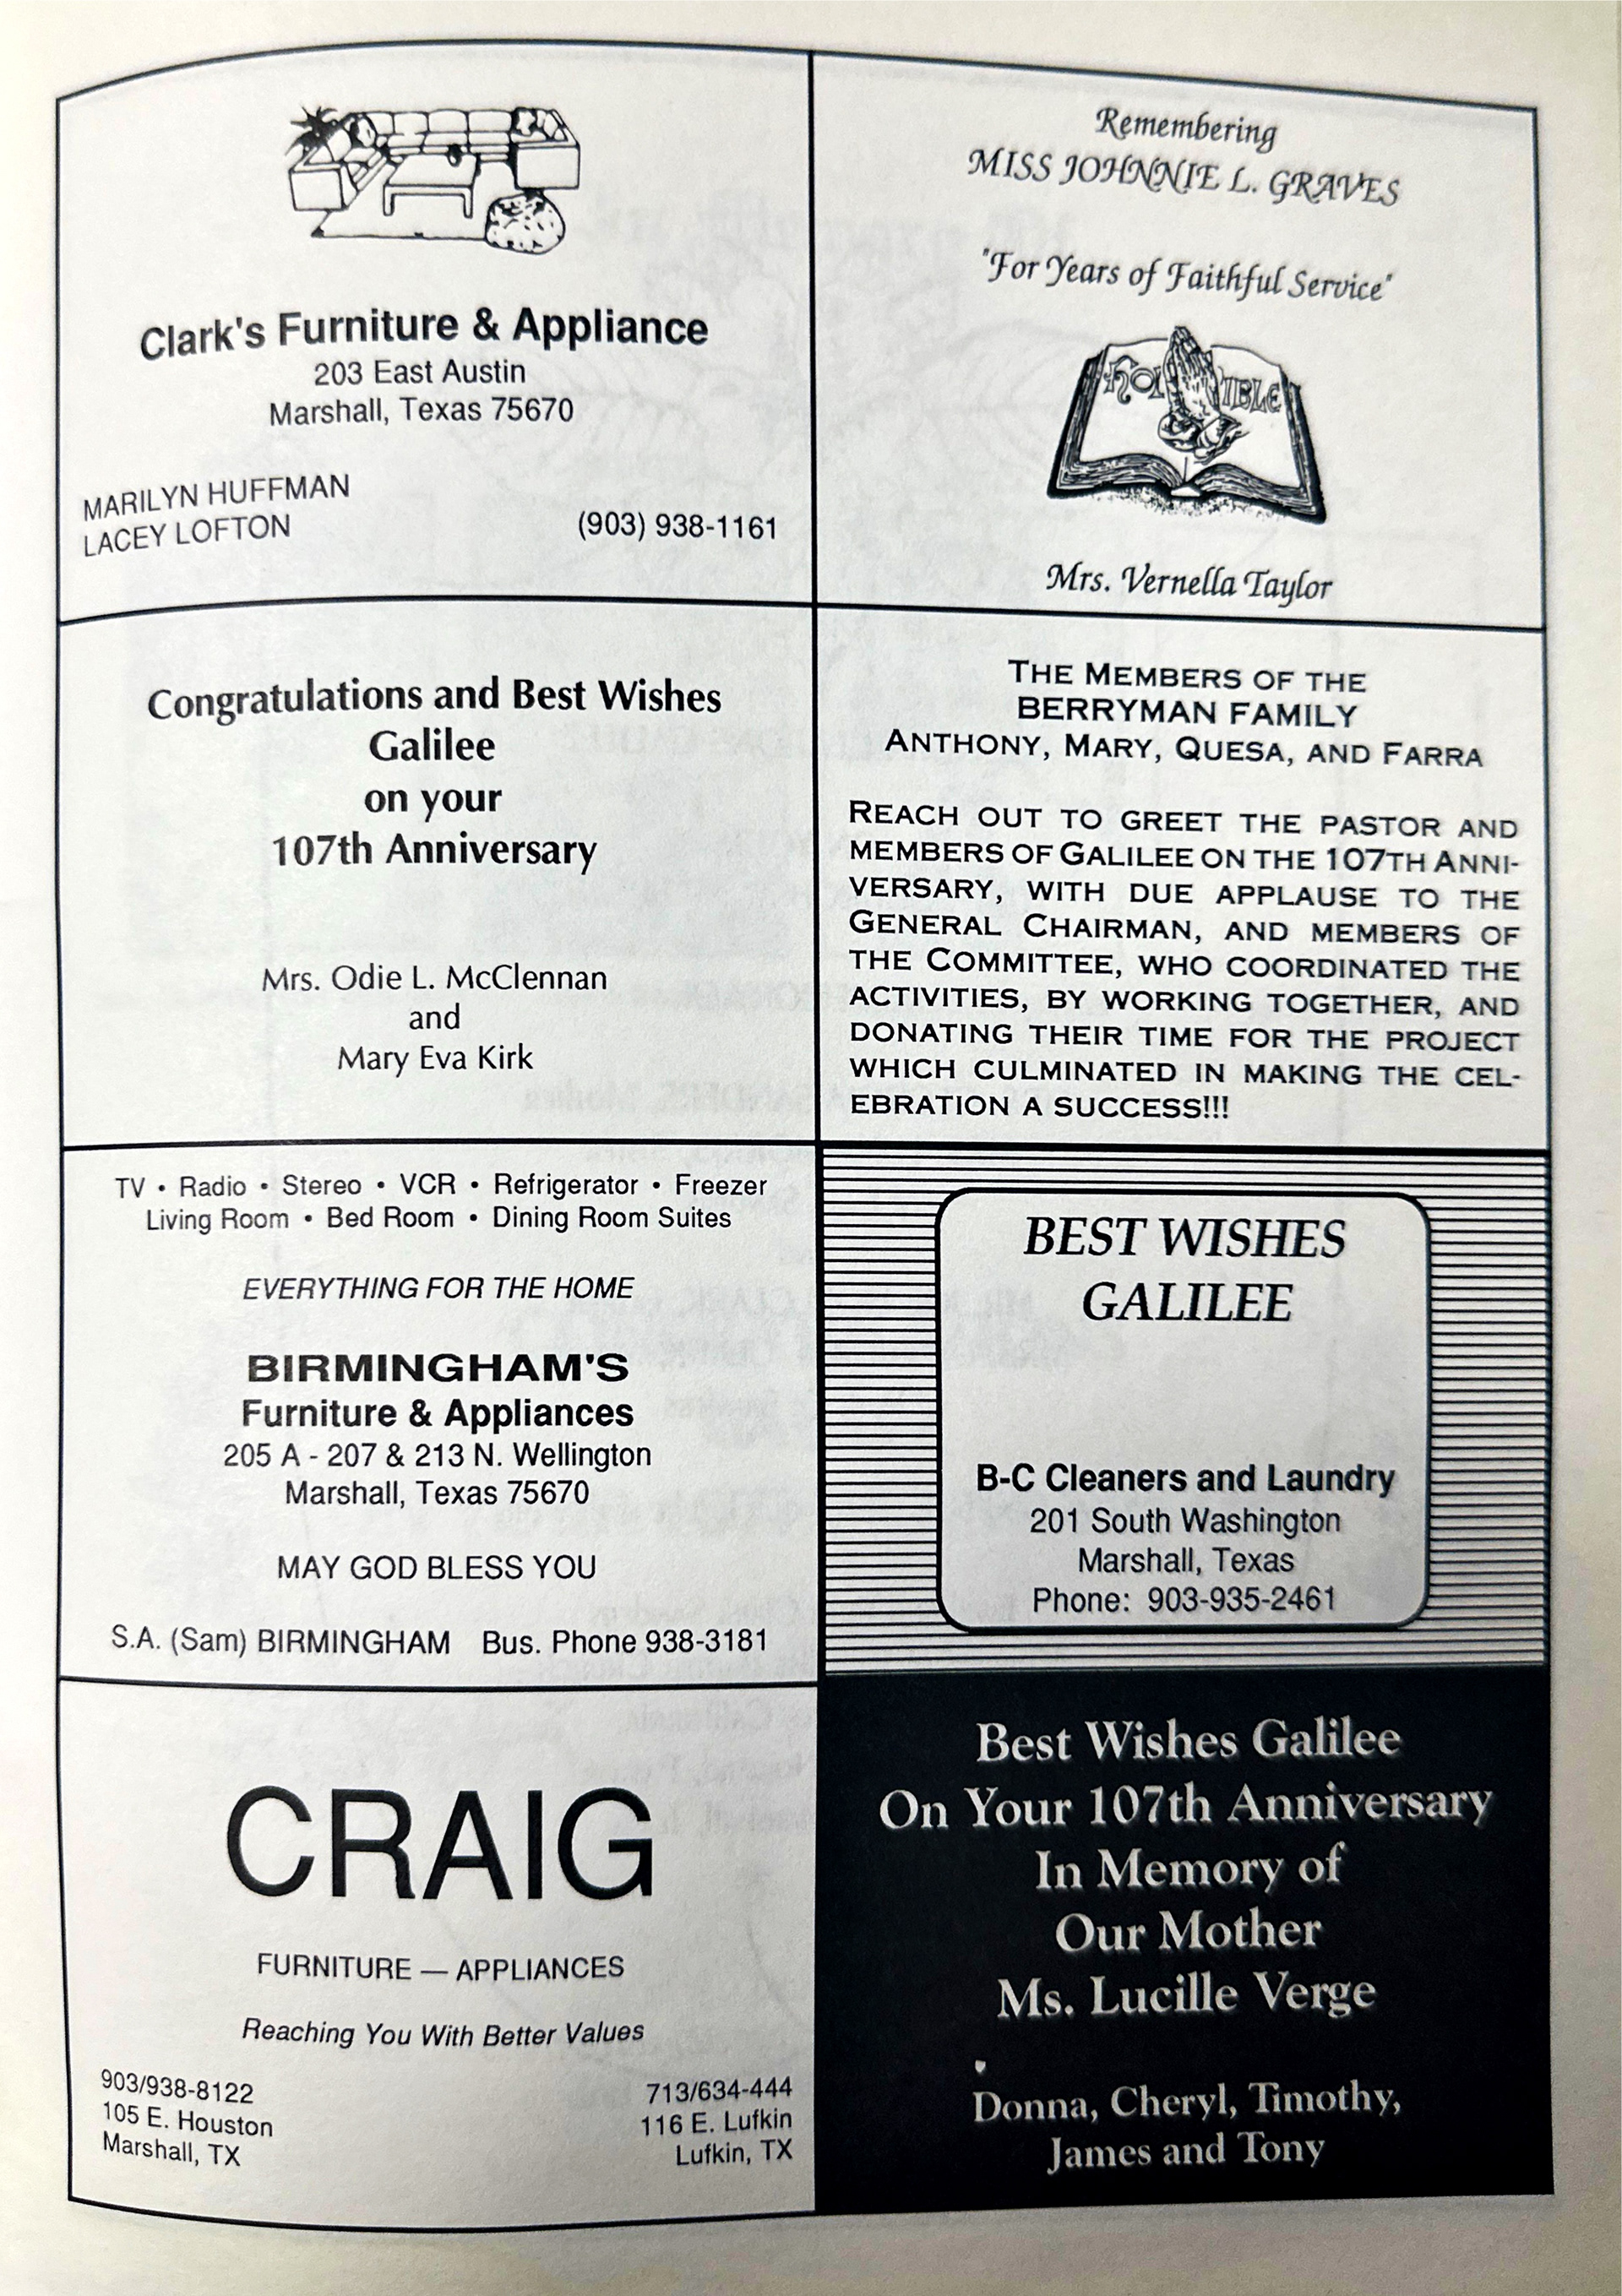 Clark's Furniture & Appliance
203 East Austin
Marshall, Texas 75670
MARILYN HUFFMAN
LACEY LOFTON
(903) 938-1161
Remembering
MISS JOHNNIE L. GRAVES
"For Years of Faithful Service"
HOL IBLE
Mrs. Vernella Taylor
Congratulations and Best Wishes
Galilee
on your
107th Anniversary
Mrs. Odie L. McClennan
and
Mary Eva Kirk
THE MEMBERS OF THE
BERRYMAN FAMILY
ANTHONY, MARY, QUESA, AND FARRA
REACH OUT TO GREET THE PASTOR AND
MEMBERS OF GALILEE ON THE 107TH ANNI-
VERSARY, WITH DUE APPLAUSE TO THE
GENERAL CHAIRMAN, AND MEMBERS OF
THE COMMITTEE, WHO COORDINATED THE
ACTIVITIES, BY WORKING TOGETHER, AND
DONATING THEIR TIME FOR THE PROJECT
WHICH CULMINATED IN MAKING THE CEL-
EBRATION A SUCCESS!!!
TV • Radio • Stereo • VCR • Refrigerator • Freezer
Living Room • Bed Room • Dining Room Suites
EVERYTHING FOR THE HOME
BIRMINGHAM'S
Furniture & Appliances
205 A - 207 & 213 N. Wellington
Marshall, Texas 75670
MAY GOD BLESS YOU
S.A. (Sam) BIRMINGHAM Bus. Phone 938-3181
BEST WISHES
GALILEE
B-C Cleaners and Laundry
201 South Washington
Marshall, Texas
Phone: 903-935-2461
CRAIG
FURNITURE — APPLIANCES
Reaching You With Better Values
903/938-8122
105 E. Houston
Marshall, TX
713/634-444
116 E. Lufkin
Lufkin, TX
Best Wishes Galilee
On Your 107th Anniversary
In Memory of
Our Mother
Ms. Lucille Verge
Donna, Cheryl, Timothy,
James and Tony